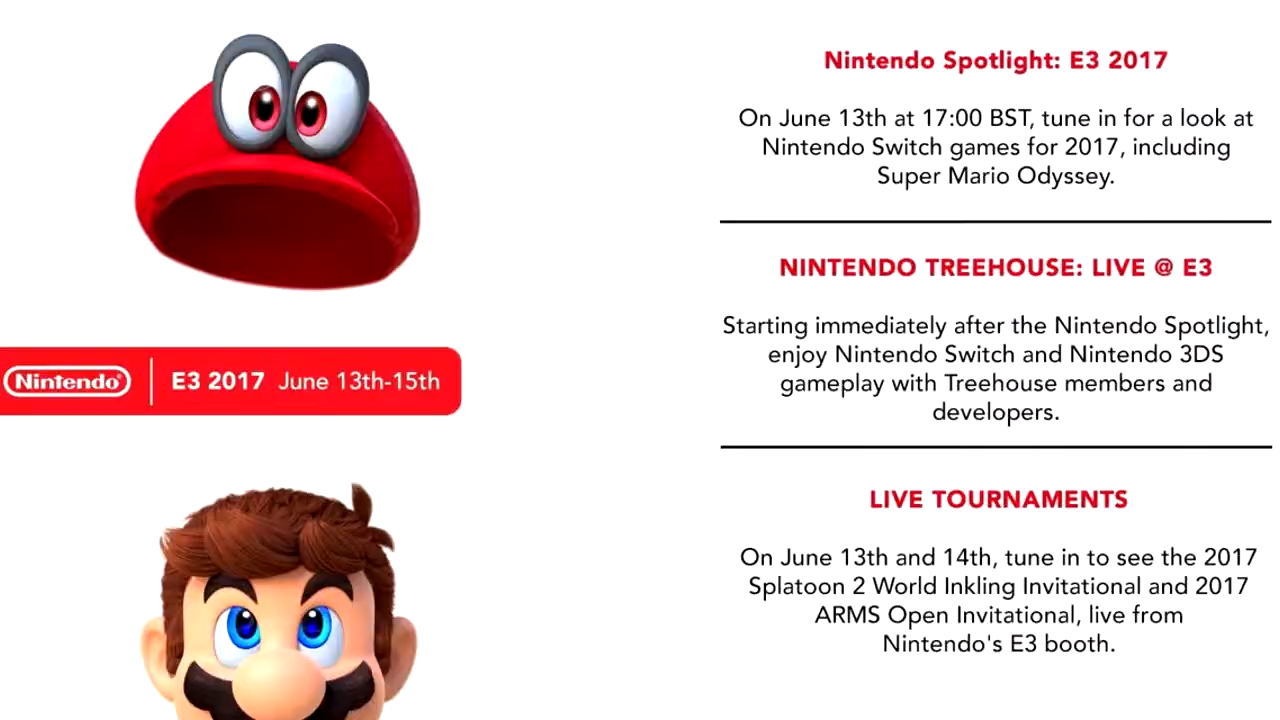 Nintendo Spotlight: E3 2017
On June 13th at 17:00 BST, tune in for a look at
Nintendo Switch games for 2017, including
Super Mario Odyssey.
NINTENDO TREEHOUSE: LIVE @ E3
Starting immediately after the Nintendo Spotlight,
enjoy Nintendo Switch and Nintendo 3DS
gameplay with Treehouse members and
developers.
Nintendo® E3 2017 June 13th-15th
LIVE TOURNAMENTS
On June 13th and 14th, tune in to see the 2017
Splatoon 2 World Inkling Invitational and 2017
ARMS Open Invitational, live from
Nintendo's E3 booth.